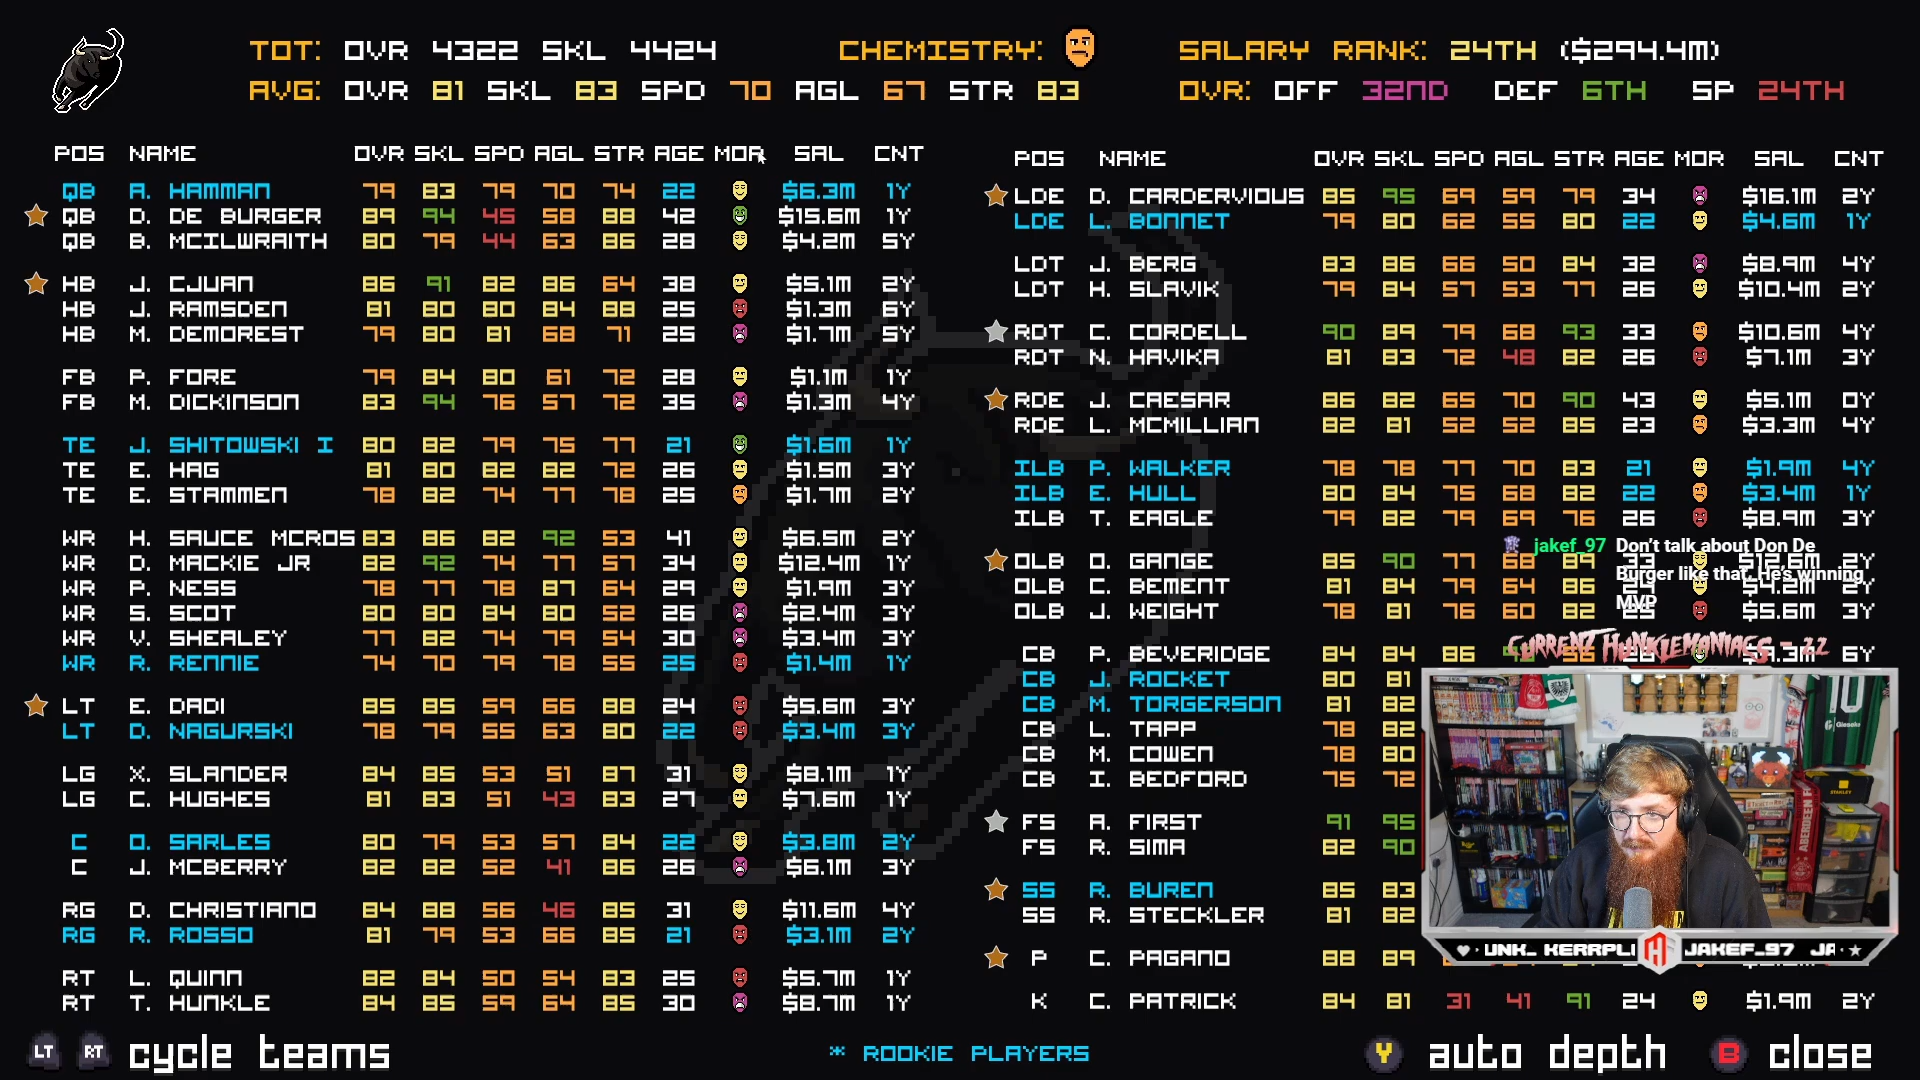 TOT: OVR 4322 SKL 4424 CHEMISTRY: SALARY RANK: 24TH ($294.4M)
AVG: OVR 81 SKL 83 SPD 70 AGL 67 STR 83 OVR: OFF 32ND DEF 6TH SP 24TH
POS NAME OVR SKL SPD AGL STR AGE MOR SAL CNT
QB A. HAMMAN 79 83 79 70 74 22 $6.3M 1Y
QB D. DE BURGER 89 94 45 58 88 42 $15.6M 1Y
QB B. MCILWRAITH 80 79 44 63 86 28 $4.2M 5Y
HB J. CJUAN 86 91 82 86 64 38 $5.1M 2Y
HB J. RAMSDEN 81 80 80 84 88 25 $1.3M 6Y
HB M. DEMOREST 79 80 81 68 71 25 $1.7M 5Y
FB P. FORE 79 84 80 61 72 28 $1.1M 1Y
FB M. DICKINSON 83 94 76 57 72 35 $1.3M 4Y
TE J. SHITOWSKI I 80 82 79 75 77 21 $1.6M 1Y
TE E. HAG 81 80 82 82 72 26 $1.5M 3Y
TE E. STAMMEN 78 82 74 77 78 25 $1.7M 2Y
WR H. SAUCE MCROS 83 86 82 92 53 41 $6.5M 2Y
WR D. MACKIE JR 82 92 74 77 57 34 $12.4M 1Y
WR P. NESS 78 77 78 87 64 29 $1.9M 3Y
WR S. SCOT 80 80 84 80 52 26 $2.4M 3Y
WR V. SHEALEY 77 82 74 79 54 30 $3.4M 3Y
WR R. RENNIE 74 70 79 78 55 25 $1.4M 1Y
LT E. DADI 85 85 59 66 88 24 $5.6M 3Y
LT D. NAGURSKI 78 79 55 63 80 22 $3.4M 3Y
LG X. SLANDER 84 85 53 51 87 31 $8.1M 1Y
LG C. HUGHES 81 83 51 43 83 27 $7.6M 1Y
C O. SARLES 80 79 53 57 84 22 $3.8M 2Y
C J. MCBERRY 82 82 52 41 86 26 $6.1M 3Y
RG D. CHRISTIANO 84 88 56 46 85 31 $11.6M 4Y
RG R. ROSSO 81 79 53 66 85 21 $3.1M 2Y
RT L. QUINN 82 84 50 54 83 25 $5.7M 1Y
RT T. HUNKLE 84 85 59 64 85 30 $8.7M 1Y
POS NAME OVR SKL SPD AGL STR AGE MOR SAL CNT
LDE D. CARDERVIOUS 85 95 69 59 79 34 $16.1M 2Y
LDE L. BONNET 79 80 62 55 80 22 $4.6M 1Y
LDT J. BERG 83 86 66 50 84 32 $8.9M 4Y
LDT H. SLAVIK 79 84 57 53 77 26 $10.4M 2Y
RDT C. CORDELL 90 89 79 68 93 33 $10.6M 4Y
RDT N. HAVIKA 81 83 72 48 82 26 $7.1M 3Y
RDE J. CAESAR 86 82 65 70 90 43 $5.1M 0Y
RDE L. MCMILLIAN 82 81 52 52 85 23 $3.3M 4Y
ILB P. WALKER 78 78 77 70 83 21 $1.9M 4Y
ILB E. HULL 80 84 75 68 82 22 $3.4M 1Y
ILB T. EAGLE 79 82 79 69 76 26 $8.9M 3Y
jakef_97 Don't talk about Don De
Burger like that. He's winning
MVP
OLB O. GANGE 85 90 77 68 89 33 $12.6M 2Y
OLB C. BEMENT 81 84 79 64 86 $4.2M 2Y
OLB J. WEIGHT 78 81 76 60 82 25 $5.6M 3Y
CURRENT HUNKLEMANIACS - 22
CB P. BEVERIDGE 84 84 86 6Y
CB J. ROCKET 80 81
CB M. TORGERSON 81 82
CB L. TAPP 78 82
CB M. COWEN 78 80
CB I. BEDFORD 75 72
FS A. FIRST 91 95
FS R. SIMA 82 90
SS R. BUREN 85 83
SS R. STECKLER 81 82
P C. PAGANO 88 89
K C. PATRICK 84 81 31 41 91 24 $1.9M 2Y
10
Gieseke
STANLEY
ABERDEEN F
UNK_ KERRPLI H JAKEF_97 JA
LT RT cycle teams * ROOKIE PLAYERS Y auto depth B close